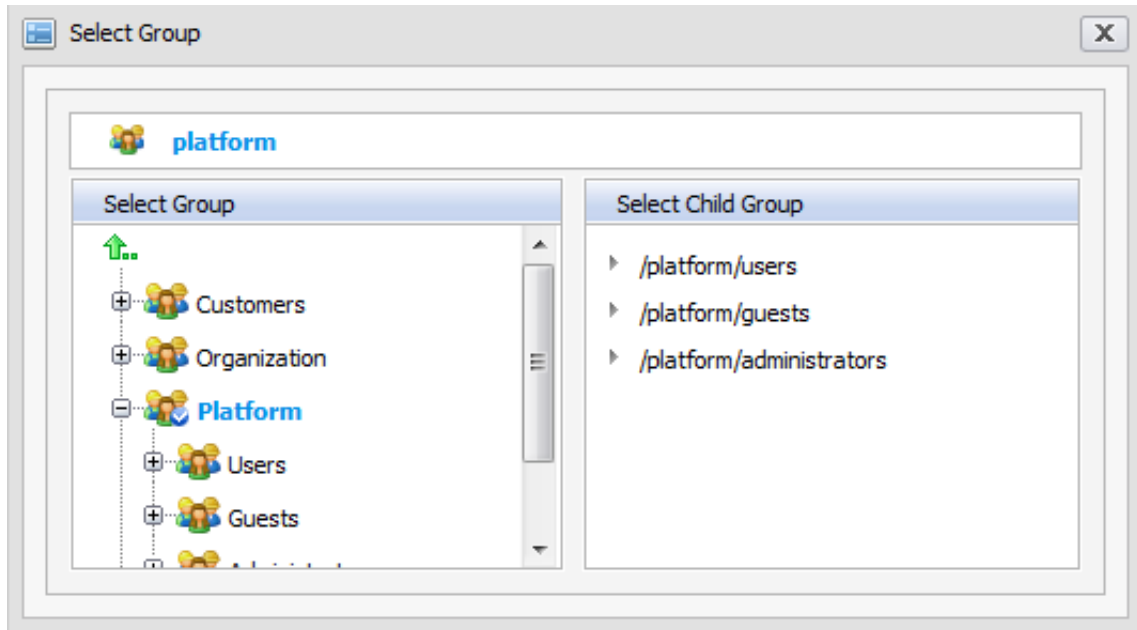 Select Group
platform
Select Group
Select Child Group
Customers
Organization
Platform
Users
Guests
/platform/users
/platform/guests
/platform/administrators